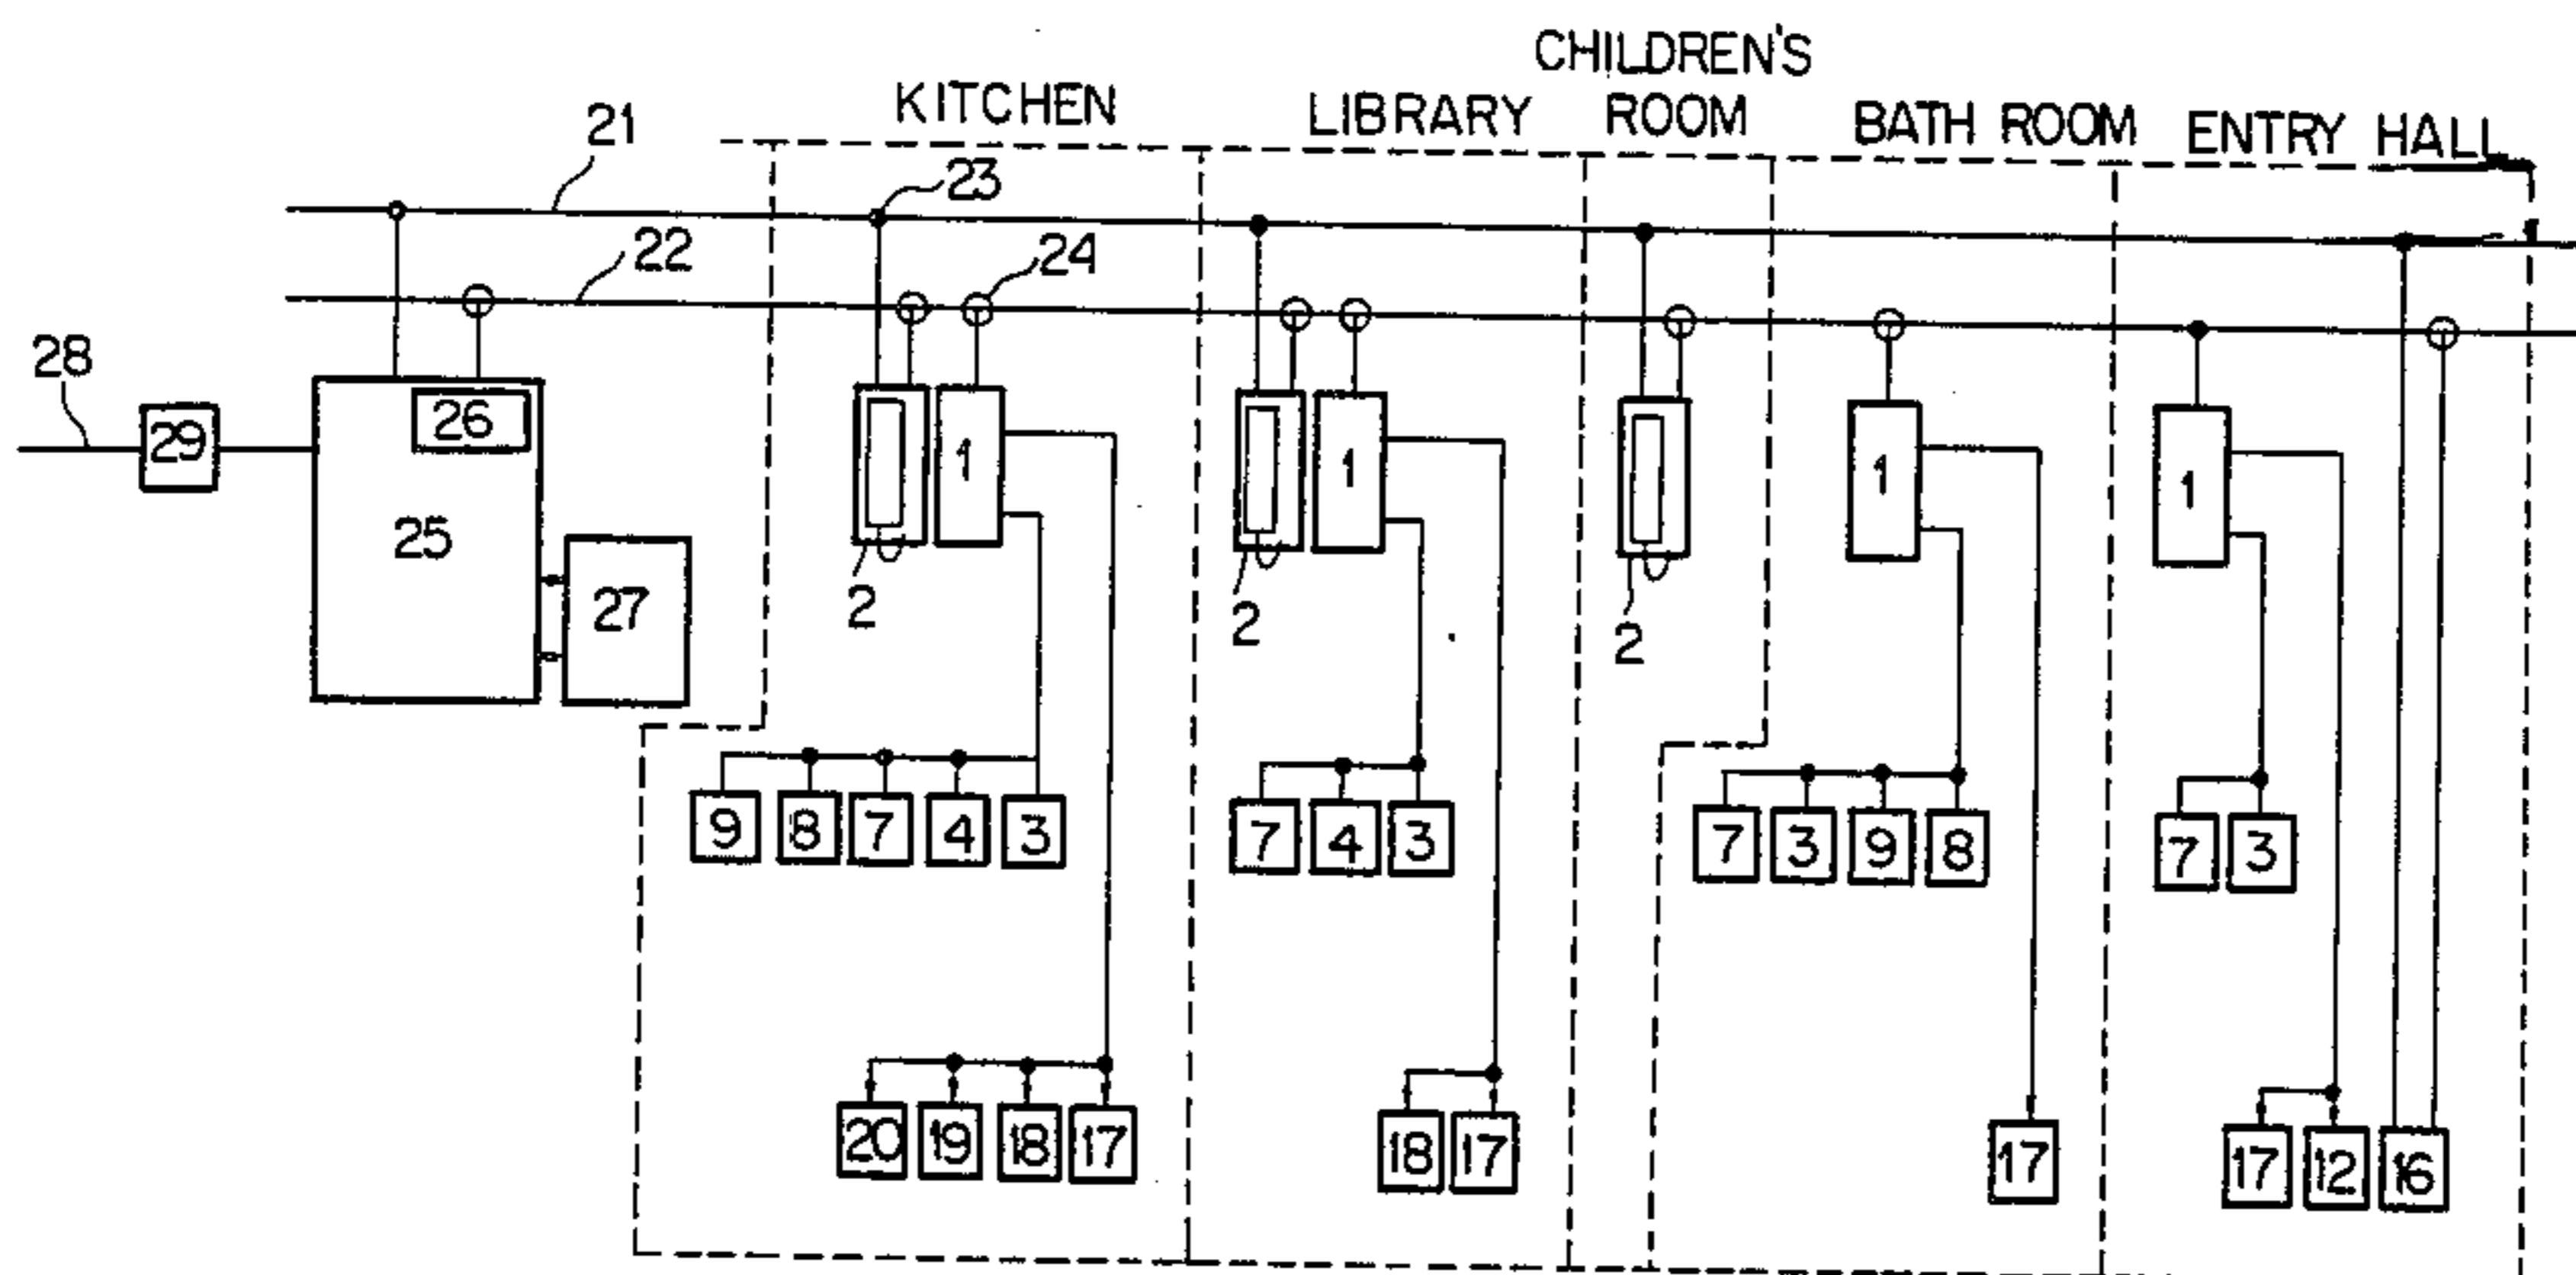 CHILDREN'S
KITCHEN LIBRARY ROOM BATH ROOM ENTRY HALL
21
23
22
24
28
29
26
25
27
1 1 1 1
2 2 2
9 8 7 4 3 7 4 3 7 3 9 8 7 3
20 19 18 17 18 17 17 17 12 16